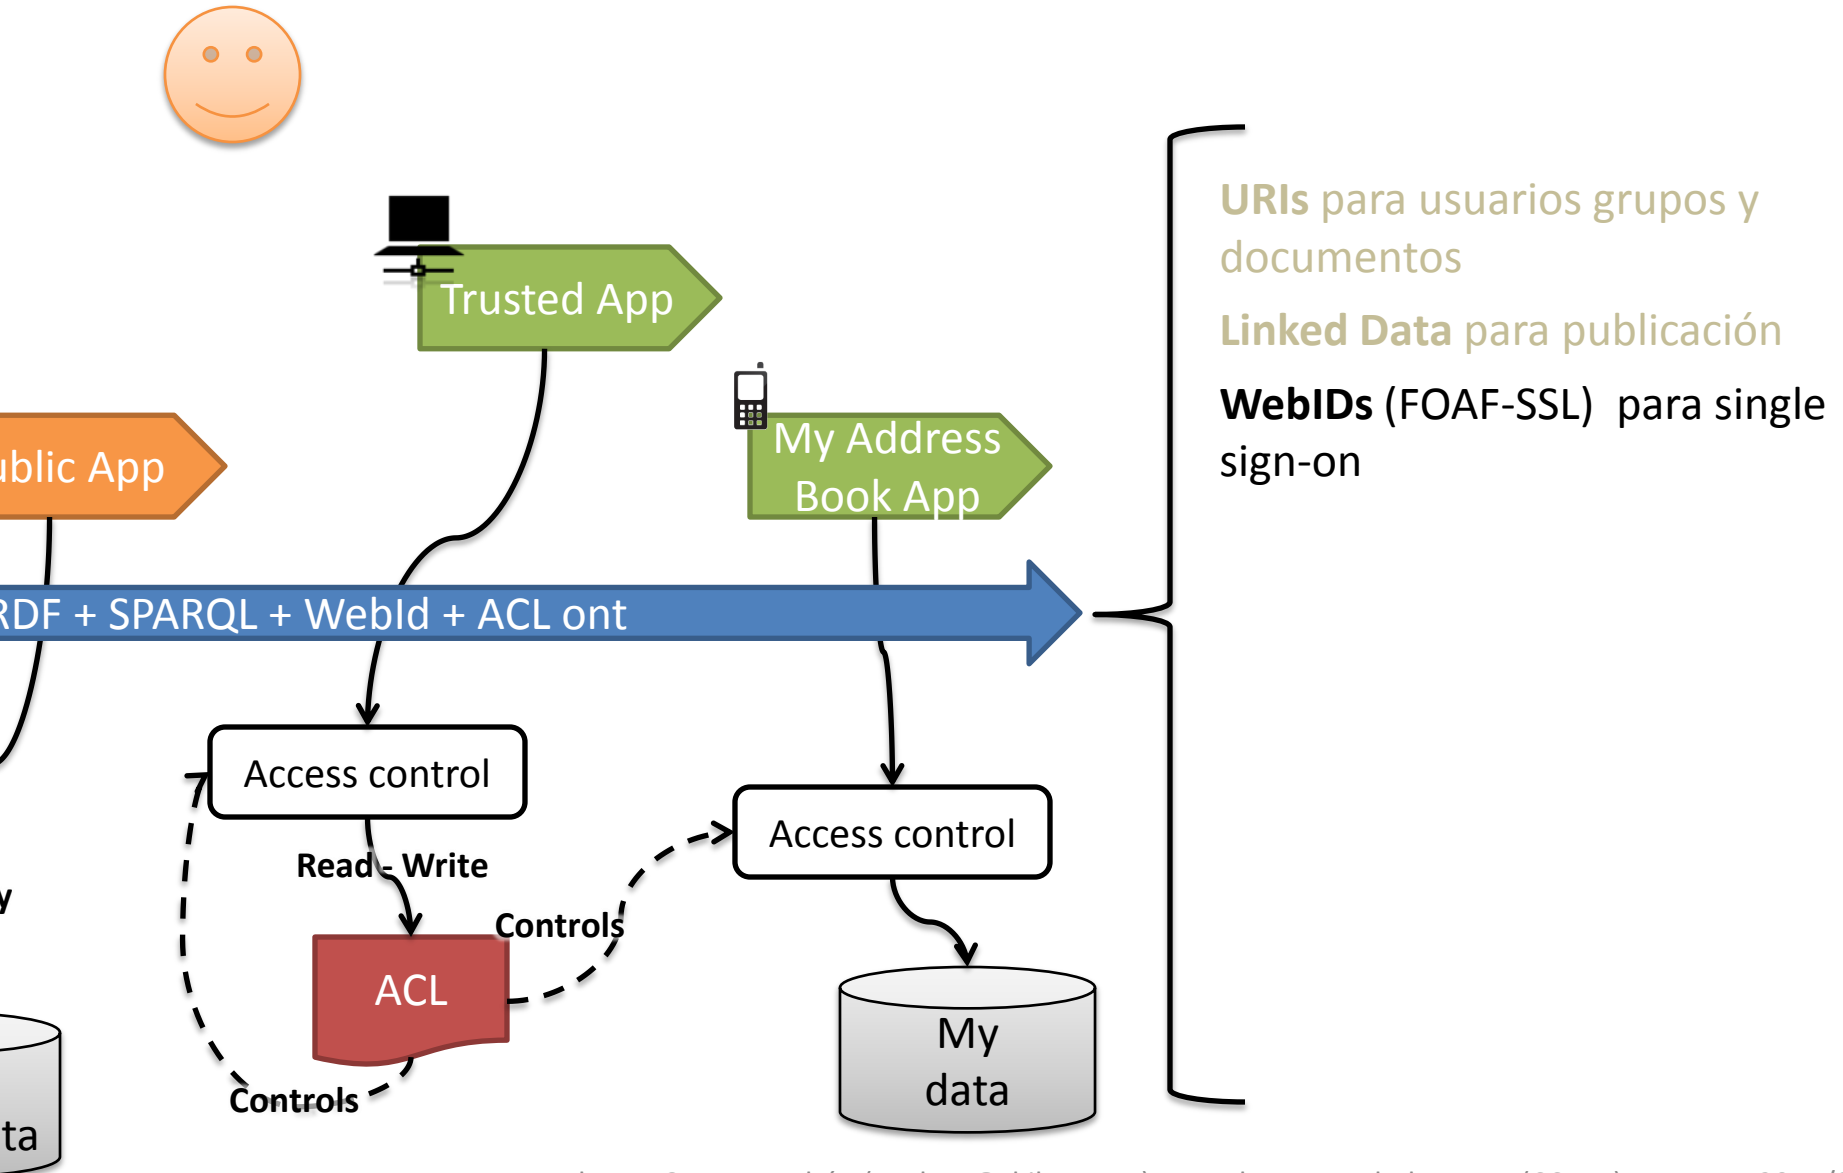 Trusted App
My Address
Book App
App
RDF + SPARQL + WebId + ACL ont
Access control
Access control
Read - Write
Controls
ACL
Controls
My
data
URIs para usuarios grupos y
documentos
Linked Data para publicación
WebIDs (FOAF-SSL) para single
sign-on